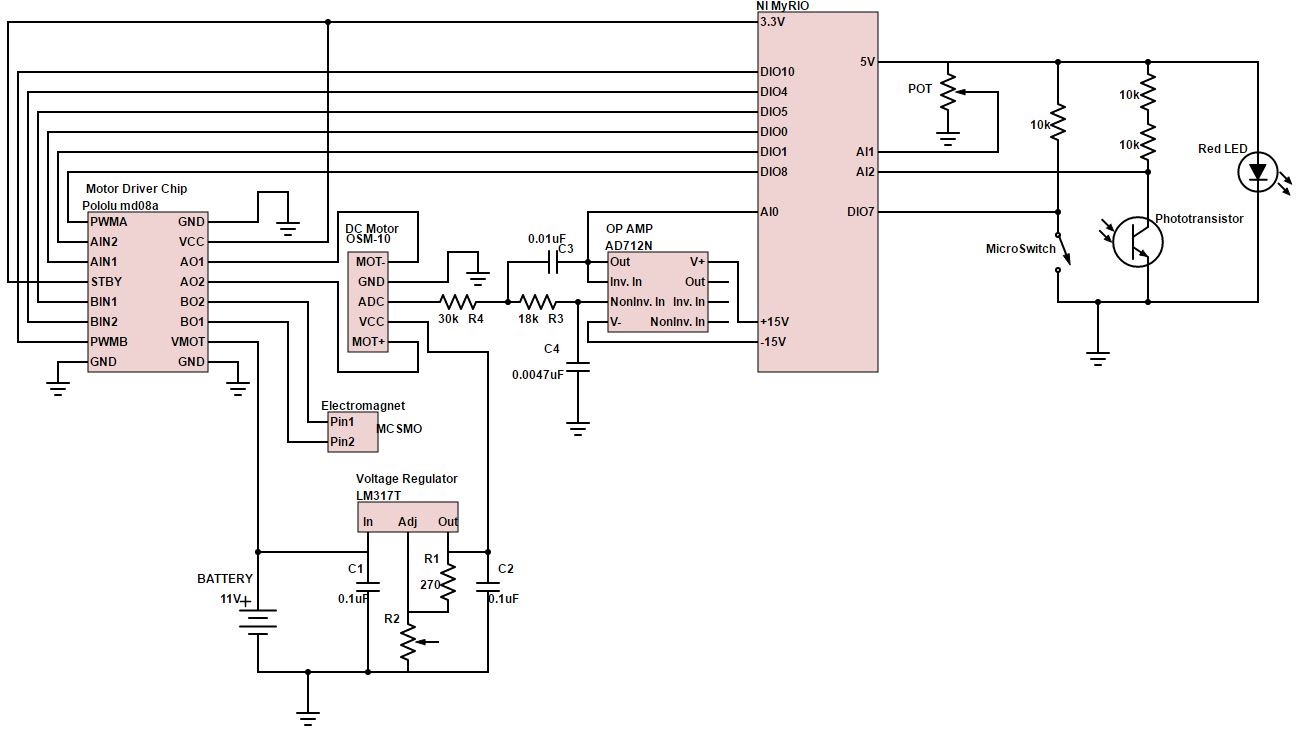 NI MyRIO
3.3V
5V
DIO10
DIO4
DIO5
DIO0
DIO1
DIO8
AI0
+15V
-15V
AI1
AI2
DIO7
POT
10k
10k
10k
Red LED
Phototransistor
MicroSwitch
Motor Driver Chip
Pololu md08a
PWMA
AIN2
AIN1
STBY
BIN1
BIN2
PWMB
GND
GND
VCC
AO1
AO2
BO2
BO1
VMOT
GND
DC Motor
OSM-10
MOT-
GND
ADC
VCC
MOT+
30k R4
18k R3
0.01uF
C3
C4
0.0047uF
OP AMP
AD712N
Out
Inv. In
NonInv. In
V-
V+
Out
Inv. In
NonInv. In
Electromagnet
Pin1
Pin2
MCSMO
Voltage Regulator
LM317T
In Adj Out
BATTERY
11V
C1
0.1uF
R1
270
R2
C2
0.1uF